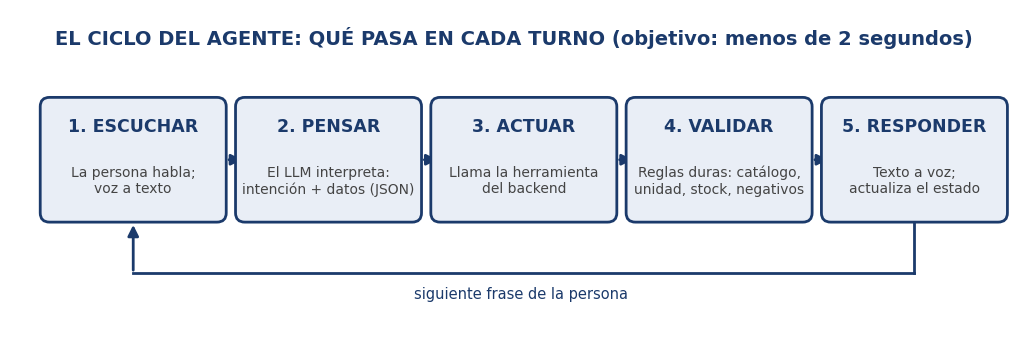 EL CICLO DEL AGENTE: QUÉ PASA EN CADA TURNO (objetivo: menos de 2 segundos)
1. ESCUCHAR
La persona habla;
voz a texto
2. PENSAR
El LLM interpreta:
intención + datos (JSON)
3. ACTUAR
Llama la herramienta
del backend
4. VALIDAR
Reglas duras: catálogo,
unidad, stock, negativos
5. RESPONDER
Texto a voz;
actualiza el estado
siguiente frase de la persona